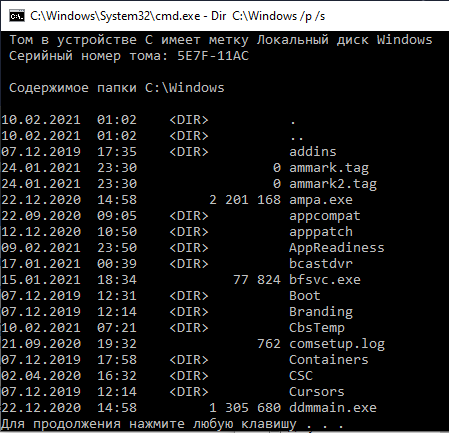 C:\Windows\System32\cmd.exe - Dir C:\Windows /p /s
Том в устройстве C имеет метку Локальный диск Windows
Серийный номер тома: 5E7F-11AC
Содержимое папки C:\Windows
10.02.2021 01:02 <DIR> .
10.02.2021 01:02 <DIR> ..
07.12.2019 17:35 <DIR> addins
24.01.2021 23:30 0 ammark.tag
24.01.2021 23:30 0 ammark2.tag
22.12.2020 14:58 2 201 168 ampa.exe
22.09.2020 09:05 <DIR> appcompat
22.12.2020 10:50 <DIR> apppatch
09.02.2021 23:50 <DIR> AppReadiness
17.01.2021 00:39 <DIR> bcastdvr
15.01.2021 18:34 77 824 bfsvc.exe
07.12.2019 12:31 <DIR> Boot
07.12.2019 12:14 <DIR> Branding
10.02.2021 07:21 <DIR> CbsTemp
21.09.2020 19:32 762 comsetup.log
07.12.2019 17:58 <DIR> Containers
02.04.2020 16:32 <DIR> CSC
07.12.2019 12:14 <DIR> Cursors
22.12.2020 14:58 1 305 680 ddmmain.exe
Для продолжения нажмите любую клавишу . . .